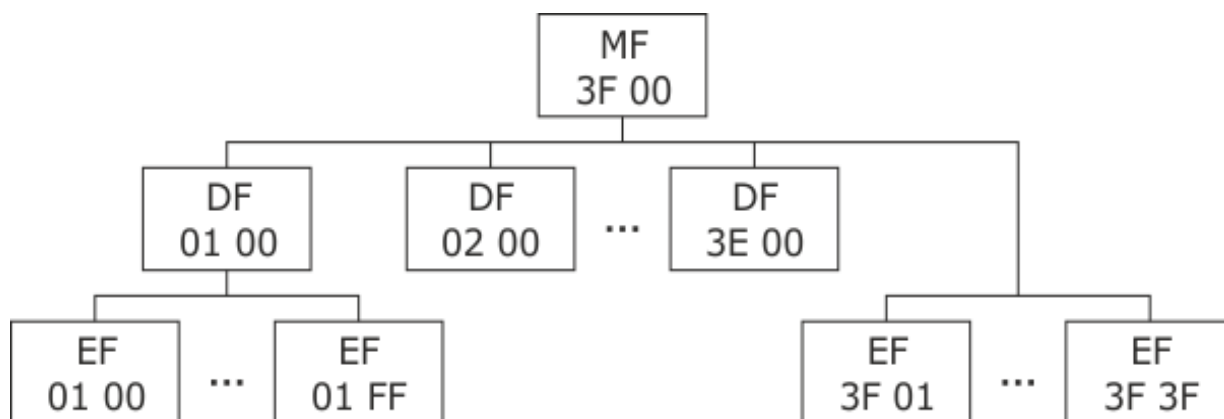 MF
3F 00
DF
01 00
DF
02 00
...
DF
3E 00
EF
01 00
...
EF
01 FF
EF
3F 01
...
EF
3F 3F